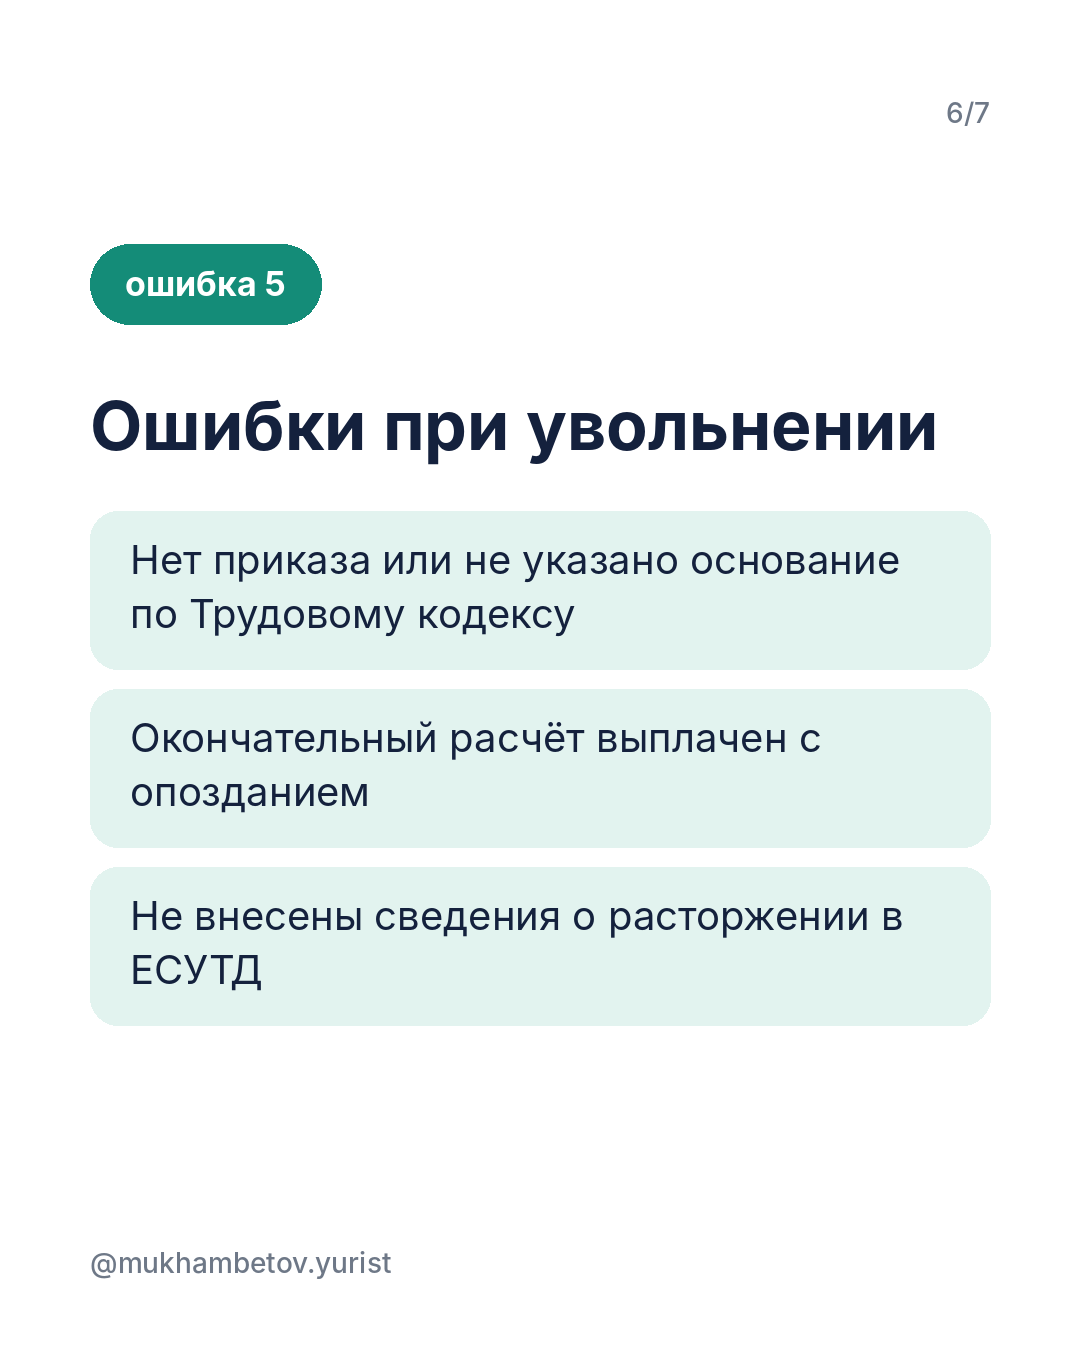 6/7
ошибка 5
Ошибки при увольнении
Нет приказа или не указано основание
по Трудовому кодексу
Окончательный расчёт выплачен с
опозданием
Не внесены сведения о расторжении в
ЕСУТД
@mukhambetov.yurist